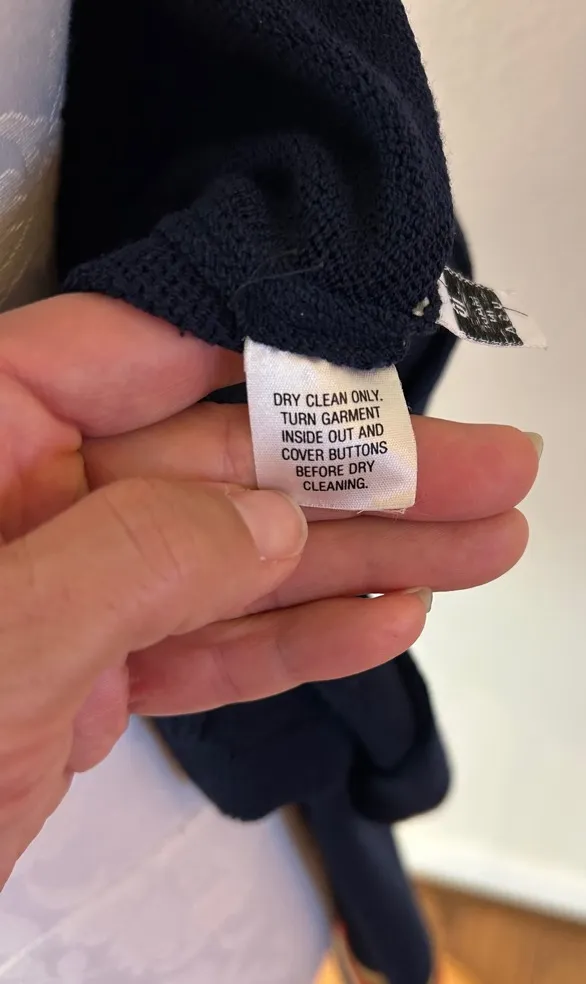 DRY CLEAN ONLY.
TURN GARMENT
INSIDE OUT AND
COVER BUTTONS
BEFORE DRY
CLEANING.